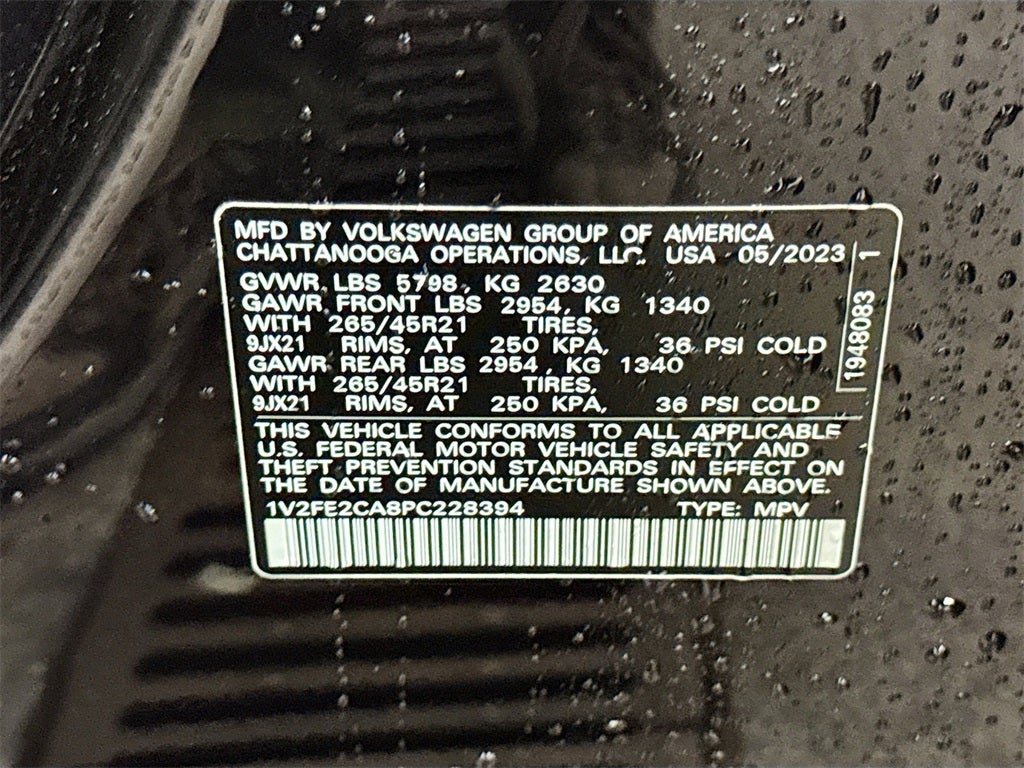 MFD BY VOLKSWAGEN GROUP OF AMERICA
CHATTANOOGA OPERATIONS, LLC, USA 05/2023
GVWR LBS 5798, KG 2630
GAWR FRONT LBS 2954, KG 1340
WITH 265/45R21 TIRES,
9JX21 RIMS, AT 250 KPA, 36 PSI COLD
GAWR REAR LBS 2954, KG 1340
WITH 265/45R21 TIRES,
9JX21 RIMS, AT 250 KPA, 36 PSI COLD
THIS VEHICLE CONFORMS TO ALL APPLICABLE
U.S. FEDERAL MOTOR VEHICLE SAFETY AND
THEFT PREVENTION STANDARDS IN EFFECT ON
THE DATE OF MANUFACTURE SHOWN ABOVE.
1V2FE2CA8PC228394 TYPE: MPV
1948083 1